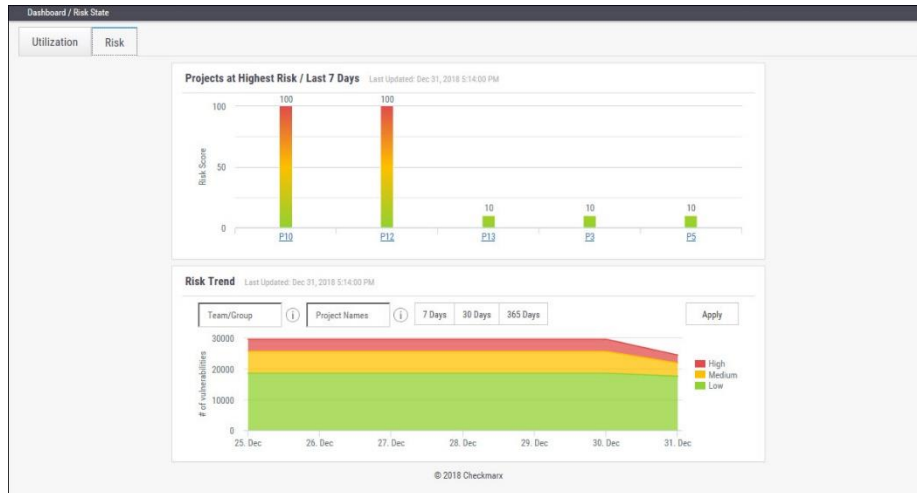 Dashboard / Risk State
Utilization
Risk
Projects at Highest Risk / Last 7 Days Last Updated: Dec 31, 2018 5:14:00 PM
100 100
100
50
10 10 10
0
Risk Score
P10 P12 P13 P3 P5
Risk Trend Last Updated: Dec 31, 2018 5:14:00 PM
Team/Group i Project Names i 7 Days 30 Days 365 Days Apply
30000
20000
10000
0
# of vulnerabilities
High
Medium
Low
25. Dec 26. Dec 27. Dec 28. Dec 29. Dec 30. Dec 31. Dec
© 2018 Checkmarx